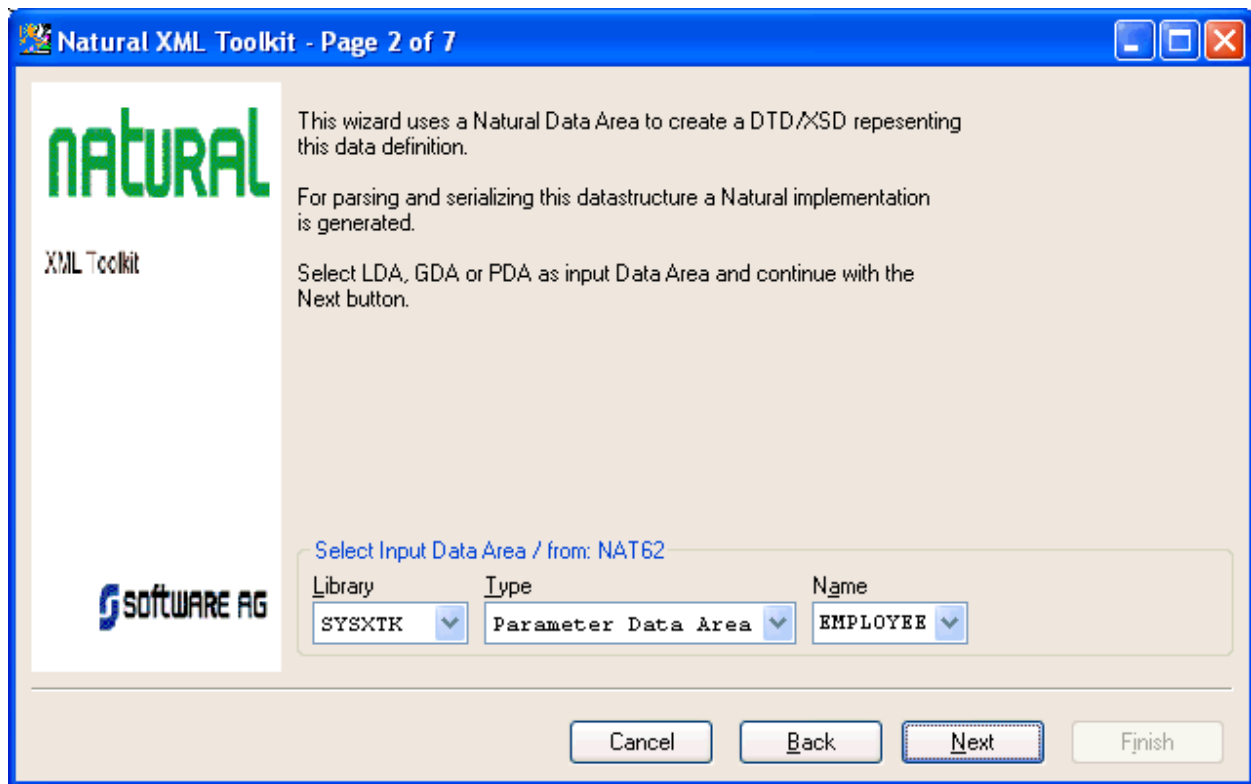 Natural XML Toolkit - Page 2 of 7
natural
XML Toolkit
This wizard uses a Natural Data Area to create a DTD/XSD repesenting
this data definition.
For parsing and serializing this datastructure a Natural implementation
is generated.
Select LDA, GDA or PDA as input Data Area and continue with the
Next button.
Select Input Data Area / from: NAT62
Library Type Name
SYSXTK Parameter Data Area EMPLOYEE
software AG
Cancel Back Next Finish